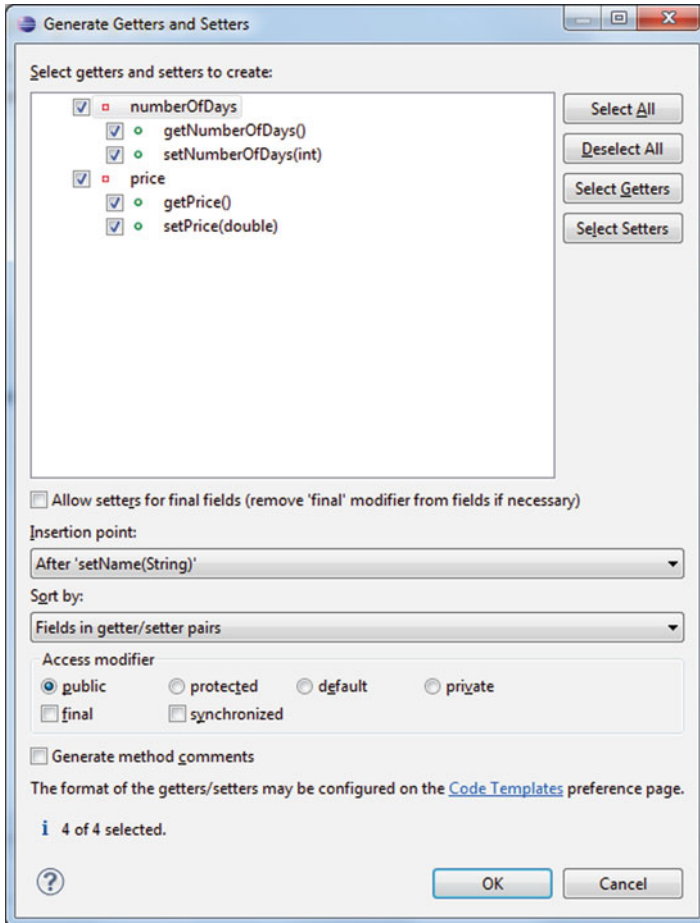 Generate Getters and Setters
Select getters and setters to create:
numberOfDays
getNumberOfDays()
setNumberOfDays(int)
price
getPrice()
setPrice(double)
Select All
Deselect All
Select Getters
Select Setters
Allow setters for final fields (remove 'final' modifier from fields if necessary)
Insertion point:
After 'setName(String)'
Sort by:
Fields in getter/setter pairs
Access modifier
public protected default private
final synchronized
Generate method comments
The format of the getters/setters may be configured on the Code Templates preference page.
i 4 of 4 selected.
? OK Cancel